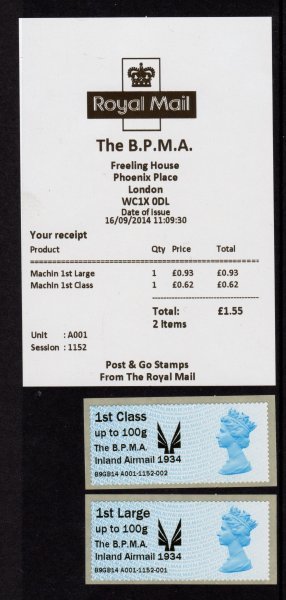 Royal Mail
The B.P.M.A.
Freeling House
Phoenix Place
London
WC1X 0DL
Date of Issue
16/09/2014 11:09:30
Your receipt
Product Qty Price Total
Machin 1st Large 1 £0.93 £0.93
Machin 1st Class 1 £0.62 £0.62
Total: £1.55
2 Items
Unit : A001
Session : 1152
Post & Go Stamps
From The Royal Mail
1st Class
up to 100g
The B.P.M.A.
Inland Airmail 1934
B9GB14 A001-1152-002
1st Large
up to 100g
The B.P.M.A.
Inland Airmail 1934
B9GB14 A001-1152-001